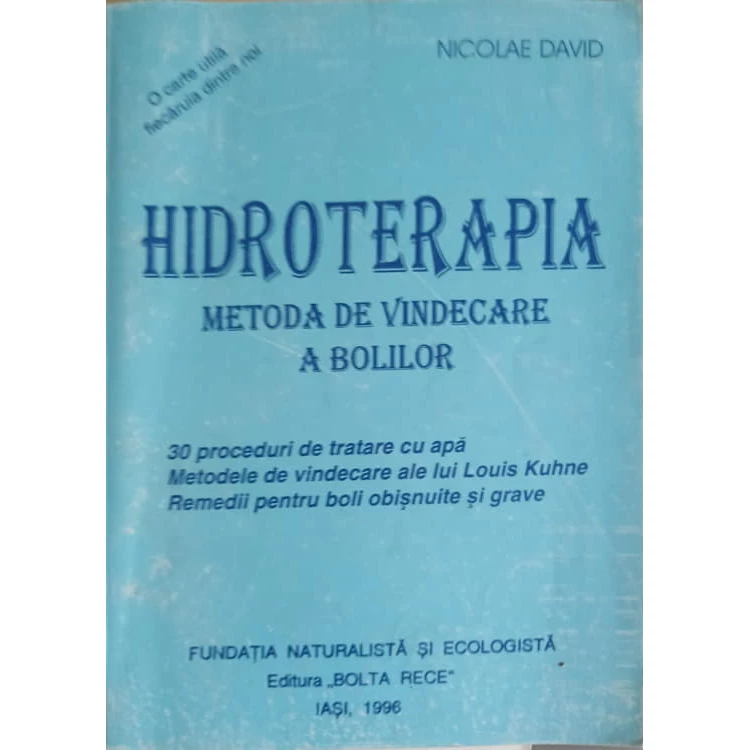 NICOLAE DAVID
O carte utilă
fiecăruia dintre noi
HIDROTERAPIA
METODA DE VINDECARE
A BOLILOR
30 proceduri de tratare cu apă
Metodele de vindecare ale lui Louis Kuhne
Remedii pentru boli obișnuite și grave
FUNDAȚIA NATURALISTĂ ȘI ECOLOGISTĂ
Editura „BOLTA RECE"
IAȘI, 1996